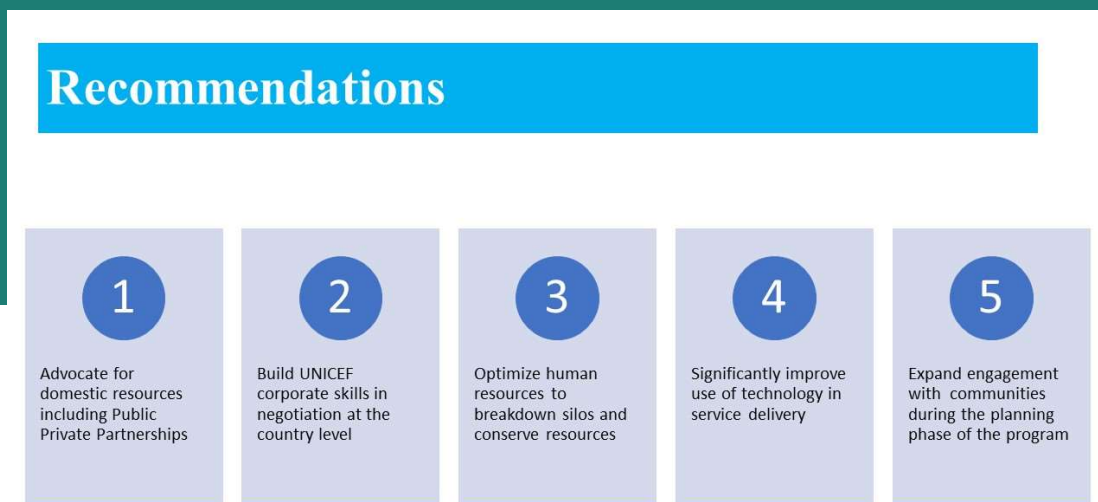 Recommendations
1
Advocate for
domestic resources
including Public
Private Partnerships
2
Build UNICEF
corporate skills in
negotiation at the
country level
3
Optimize human
resources to
breakdown silos and
conserve resources
4
Significantly improve
use of technology in
service delivery
5
Expand engagement
with communities
during the planning
phase of the program